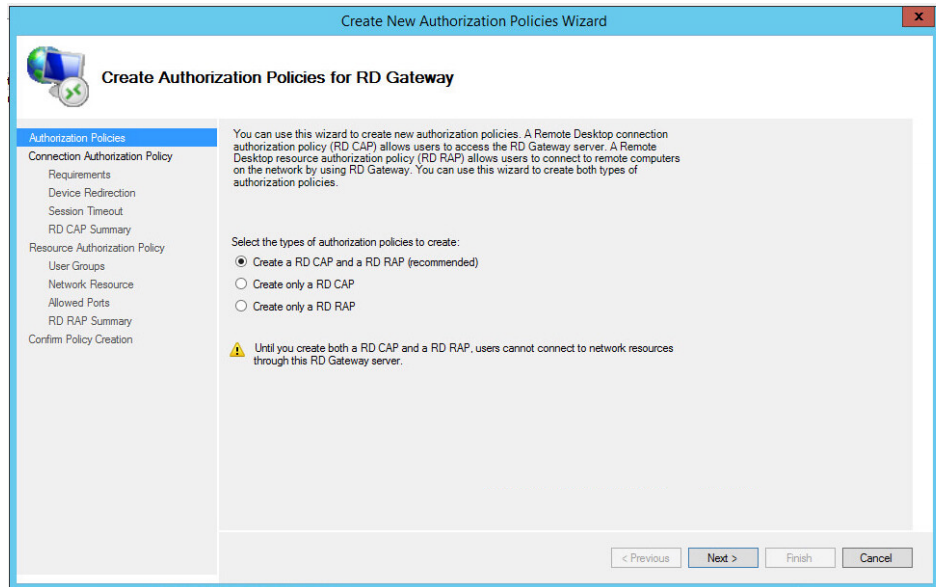 Create New Authorization Policies Wizard
x
Create Authorization Policies for RD Gateway
Authorization Policies
Connection Authorization Policy
Requirements
Device Redirection
Session Timeout
RD CAP Summary
Resource Authorization Policy
User Groups
Network Resource
Allowed Ports
RD RAP Summary
Confirm Policy Creation
You can use this wizard to create new authorization policies. A Remote Desktop connection
authorization policy (RD CAP) allows users to access the RD Gateway server. A Remote
Desktop resource authorization policy (RD RAP) allows users to connect to remote computers
on the network by using RD Gateway. You can use this wizard to create both types of
authorization policies.
Select the types of authorization policies to create:
Create a RD CAP and a RD RAP (recommended)
Create only a RD CAP
Create only a RD RAP
Until you create both a RD CAP and a RD RAP, users cannot connect to network resources
through this RD Gateway server.
< Previous
Next >
Finish
Cancel